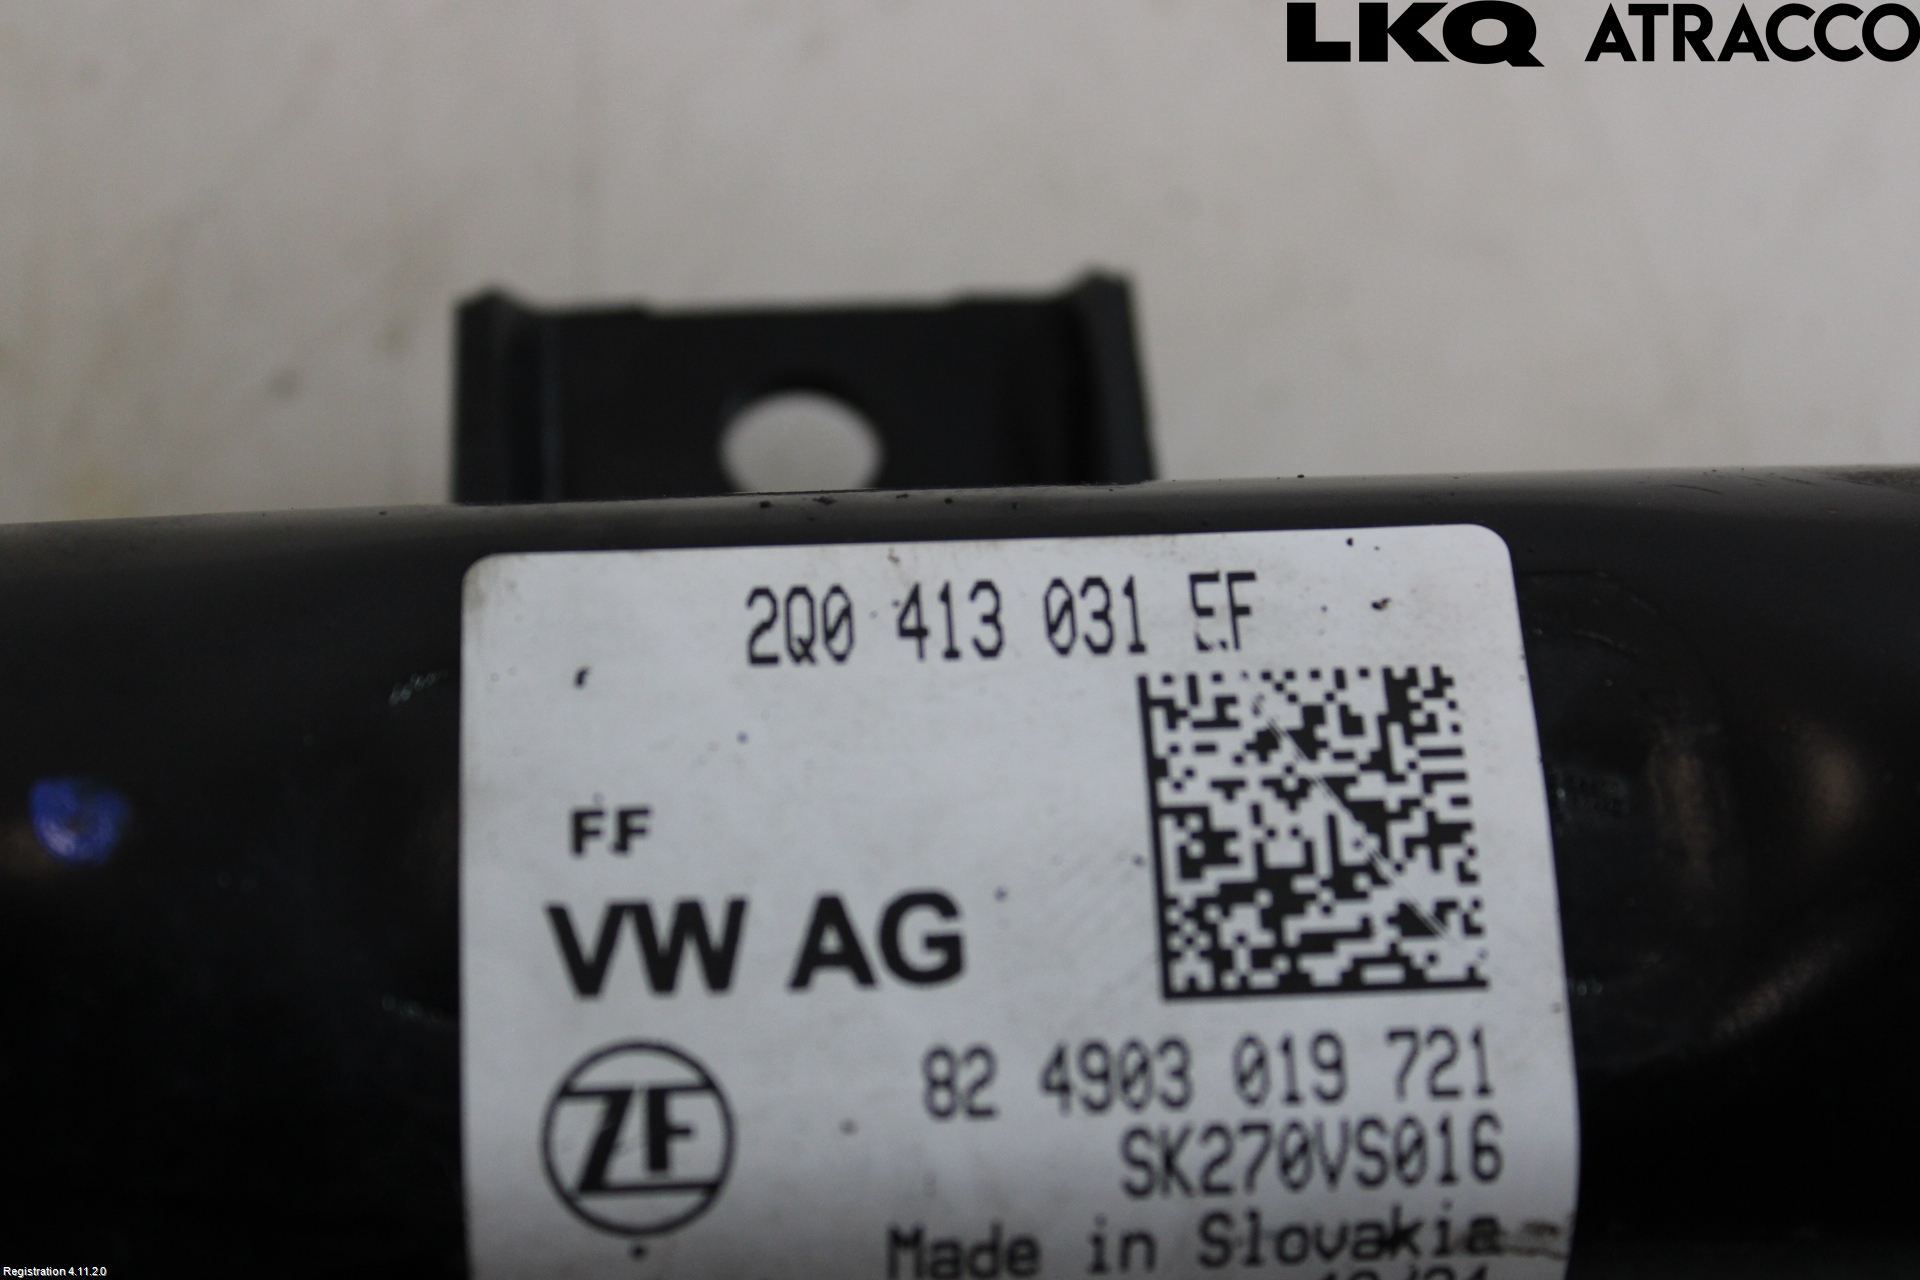 LKQ ATRACCO
2Q0 413 031 EF
FF
VW AG
ZF
82 4903 019 721
SK270VS016
Made in Slovakia
Registration 4.11.2.0